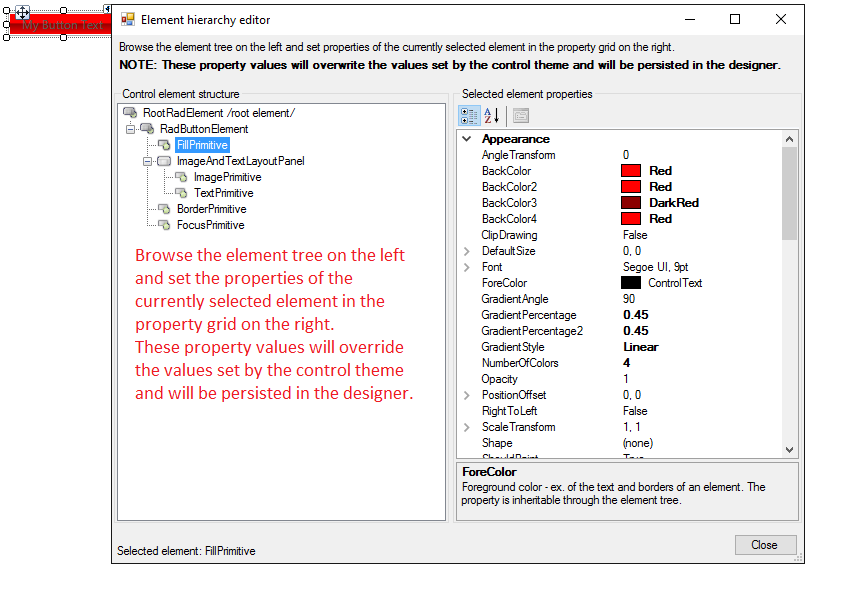 My Button Text
Element hierarchy editor
Browse the element tree on the left and set properties of the currently selected element in the property grid on the right.
NOTE: These property values will overwrite the values set by the control theme and will be persisted in the designer.
Control element structure
RootRadElement /root element/
RadButtonElement
FillPrimitive
ImageAndTextLayoutPanel
ImagePrimitive
TextPrimitive
BorderPrimitive
FocusPrimitive
Browse the element tree on the left
and set the properties of the
currently selected element in the
property grid on the right.
These property values will override
the values set by the control theme
and will be persisted in the designer.
Selected element properties
Appearance
AngleTransform 0
BackColor Red
BackColor2 Red
BackColor3 DarkRed
BackColor4 Red
ClipDrawing False
DefaultSize 0, 0
Font Segoe UI, 9pt
ForeColor ControlText
GradientAngle 90
GradientPercentage 0.45
GradientPercentage2 0.45
GradientStyle Linear
NumberOfColors 4
Opacity 1
PositionOffset 0, 0
RightToLeft False
ScaleTransform 1, 1
Shape (none)
ShouldPaint True
ForeColor
Foreground color - ex. of the text and borders of an element. The
property is inheritable through the element tree.
Selected element: FillPrimitive
Close